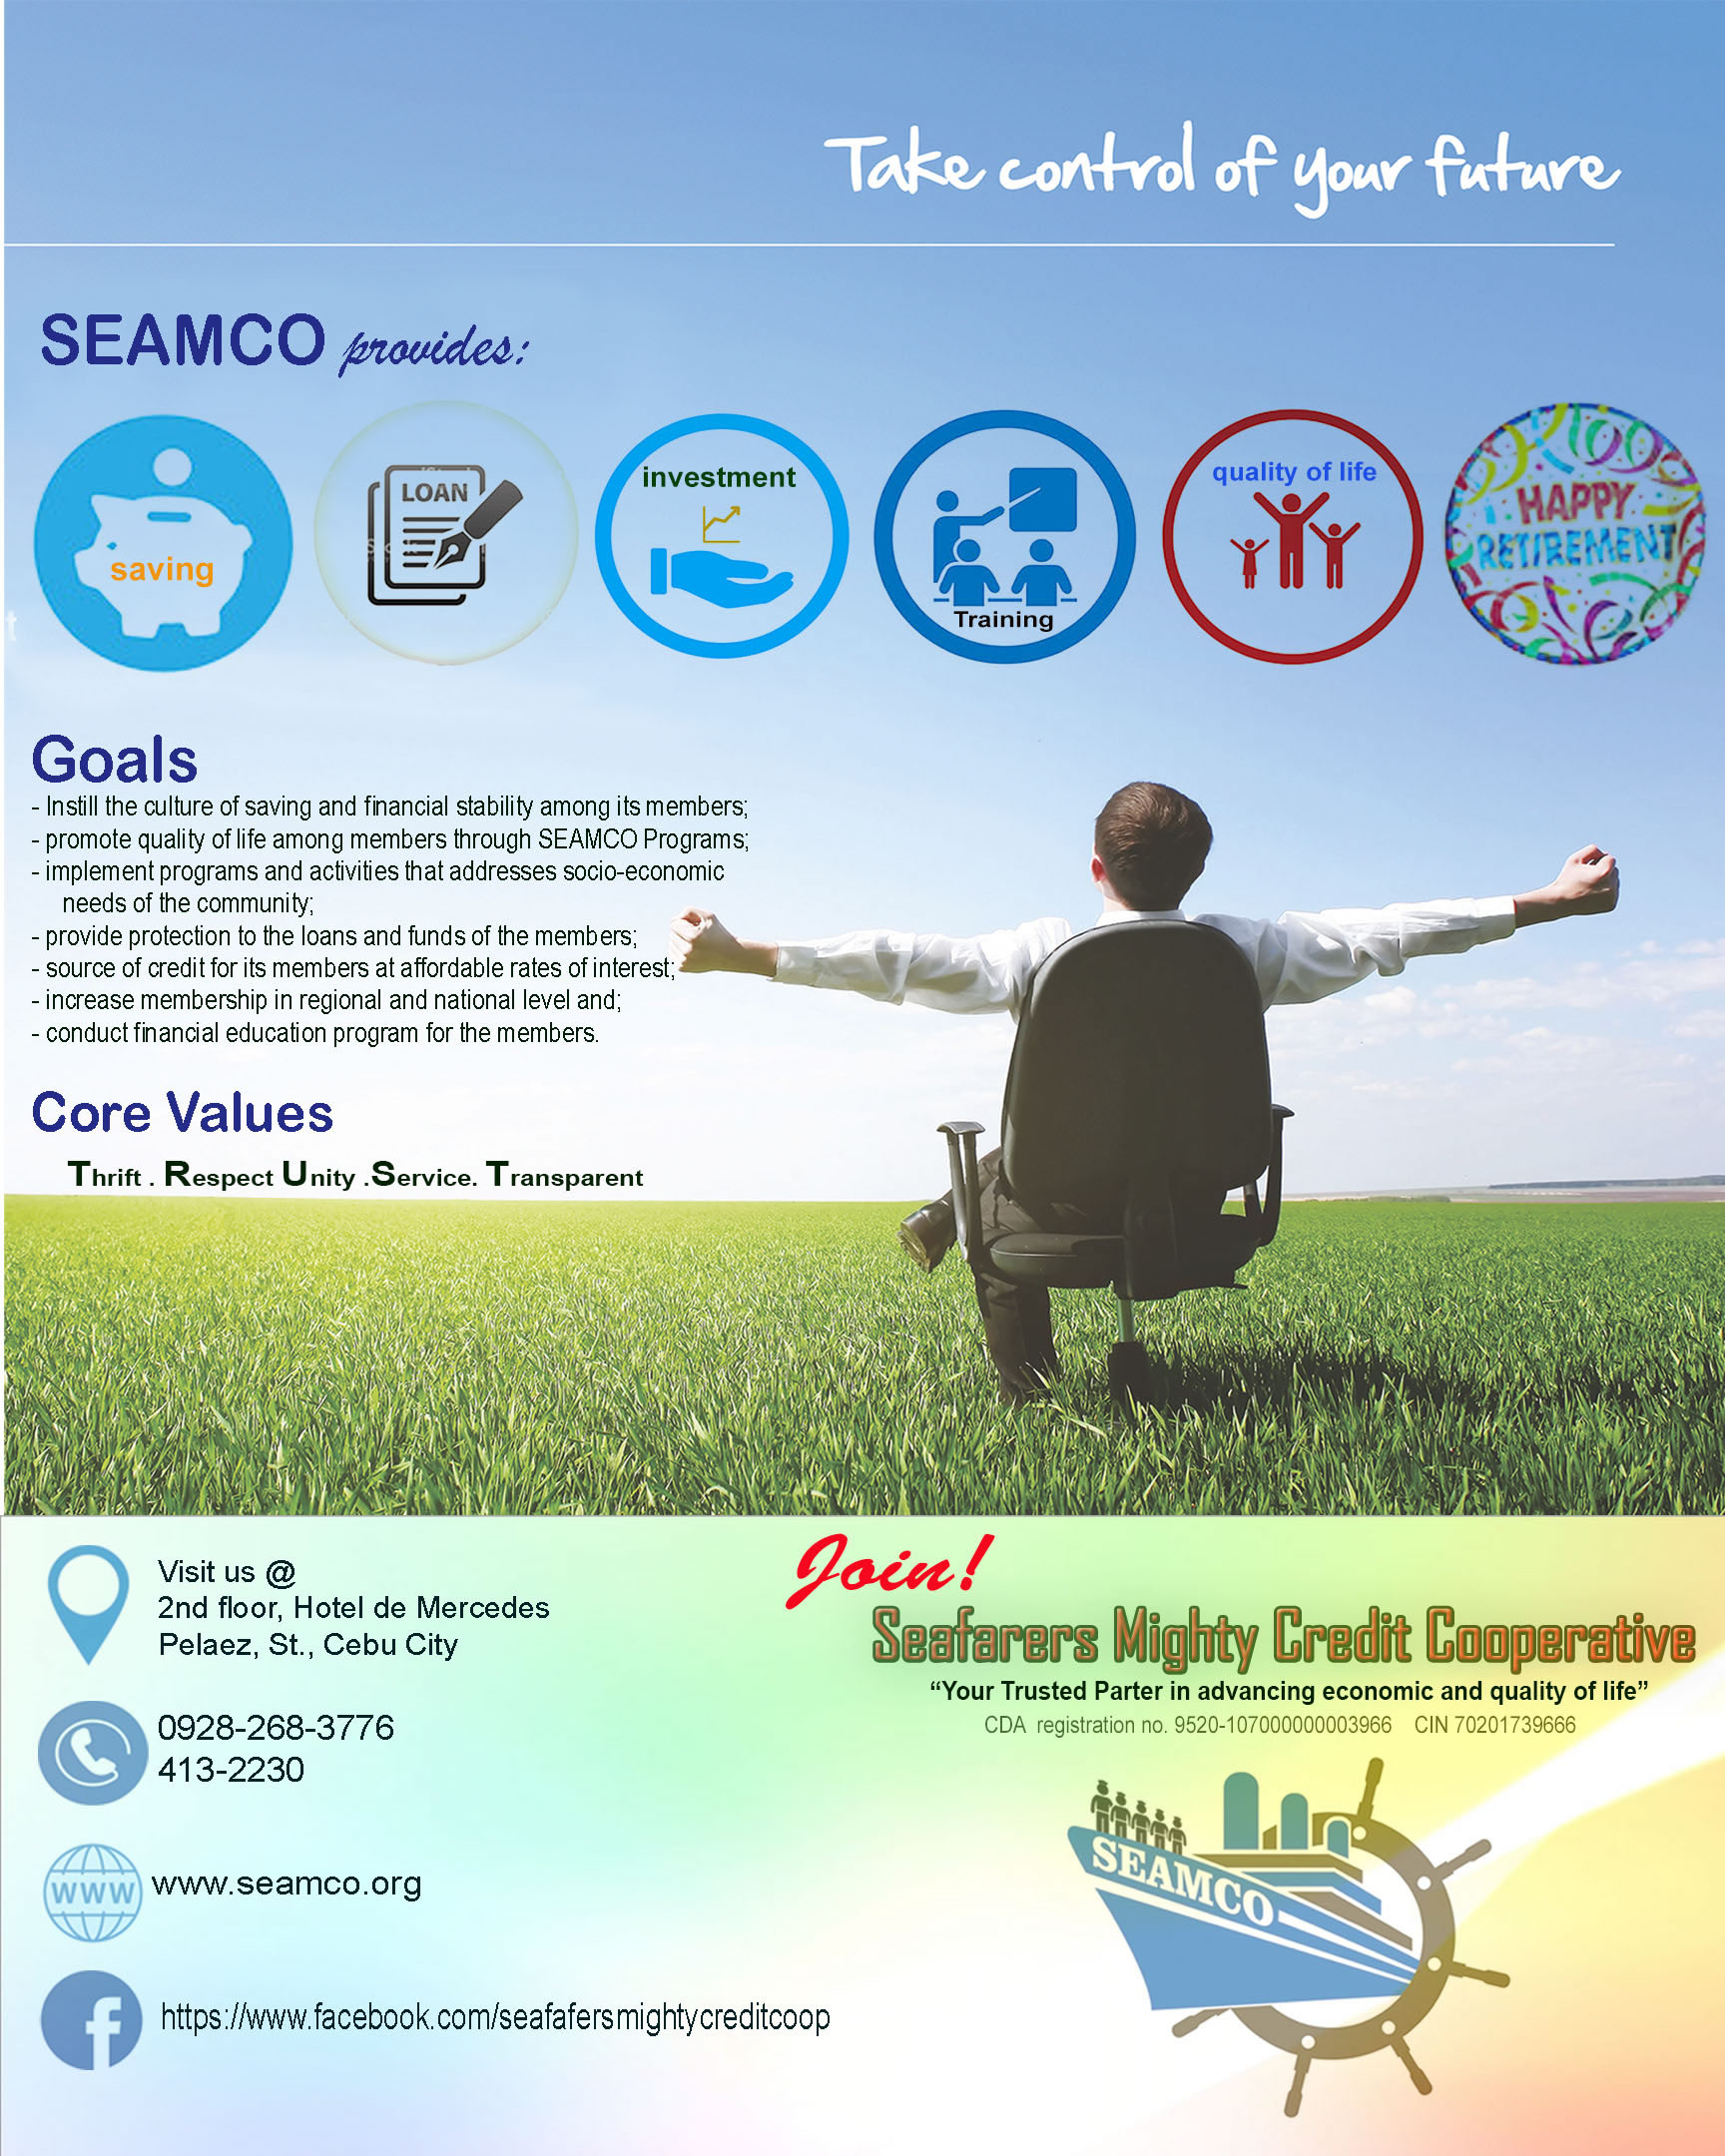 Take control of your future
SEAMCO provides:
saving
LOAN
investment
Training
quality of life
HAPPY
RETIREMENT
t
Goals
- Instill the culture of saving and financial stability among its members;
- promote quality of life among members through SEAMCO Programs;
- implement programs and activities that addresses socio-economic
needs of the community;
- provide protection to the loans and funds of the members;
- source of credit for its members at affordable rates of interest;
- increase membership in regional and national level and;
- conduct financial education program for the members.
Core Values
Thrift . Respect Unity .Service. Transparent
Visit us @
2nd floor, Hotel de Mercedes
Pelaez, St., Cebu City
0928-268-3776
413-2230
WWW
www.seamco.org
f
https://www.facebook.com/seafafersmightycreditcoop
Join!
Seafarers Mighty Credit Cooperative
“Your Trusted Parter in advancing economic and quality of life”
CDA registration no. 9520-107000000003966 CIN 70201739666
SEAMCO